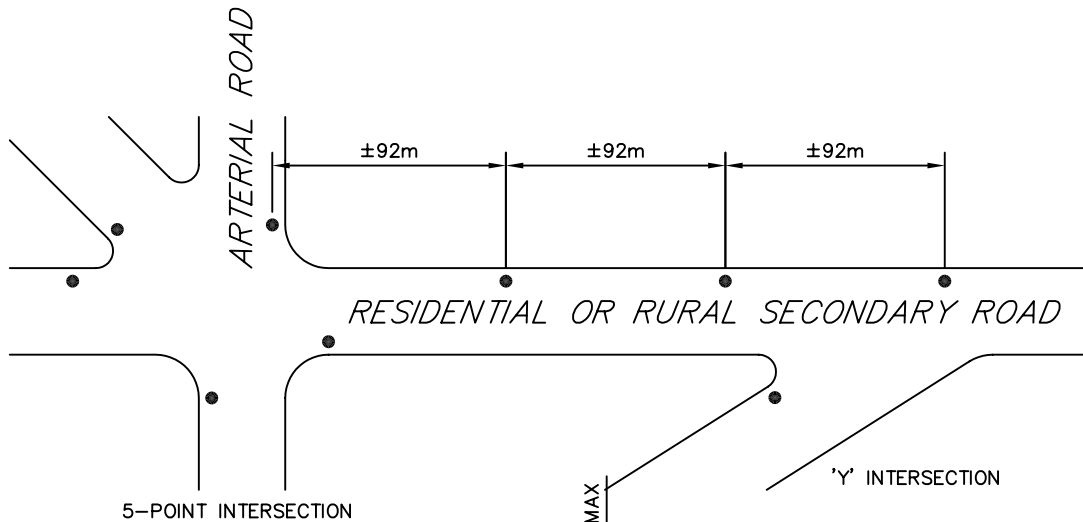 ARTERIAL ROAD
±92m
±92m
±92m
RESIDENTIAL OR RURAL SECONDARY ROAD
'Y' INTERSECTION
5-POINT INTERSECTION
MAX